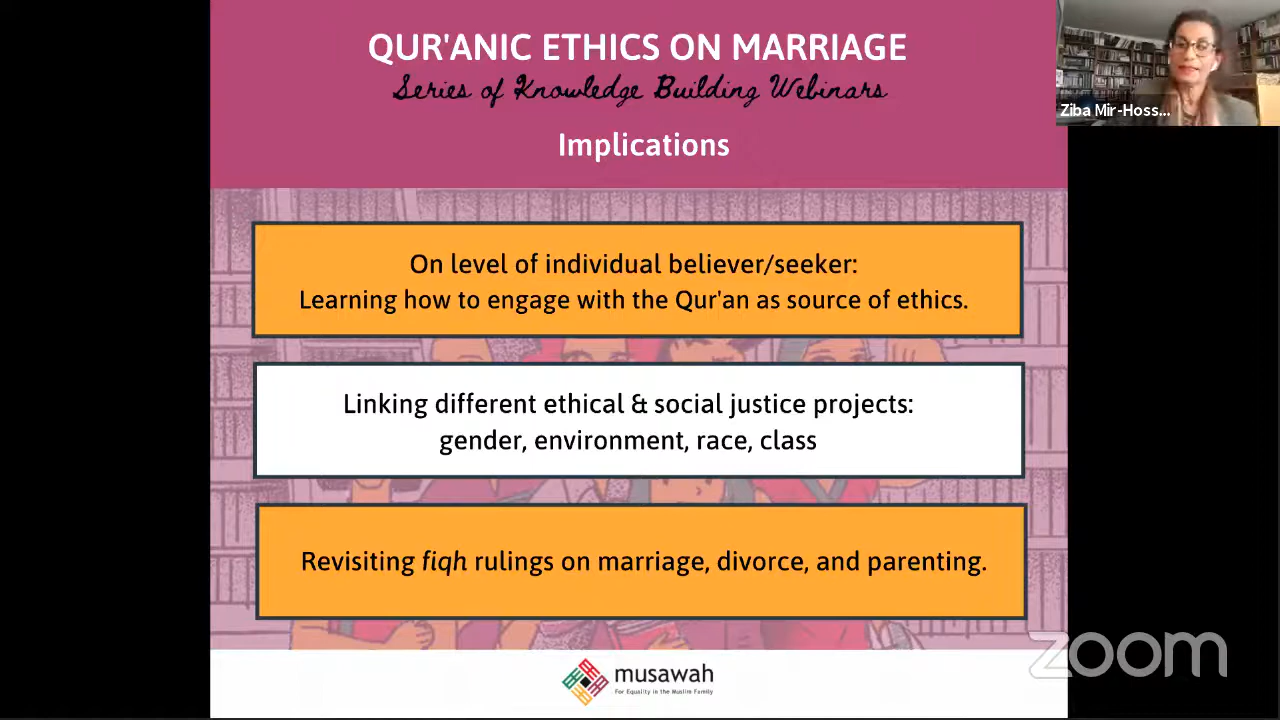 QUR'ANIC ETHICS ON MARRIAGE
Series of Knowledge Building Webinars
Implications
Ziba Mir-Hoss...
On level of individual believer/seeker:
Learning how to engage with the Qur'an as source of ethics.
Linking different ethical & social justice projects:
gender, environment, race, class
Revisiting fiqh rulings on marriage, divorce, and parenting.
musawah
For Equality in the Muslim Family
zoom